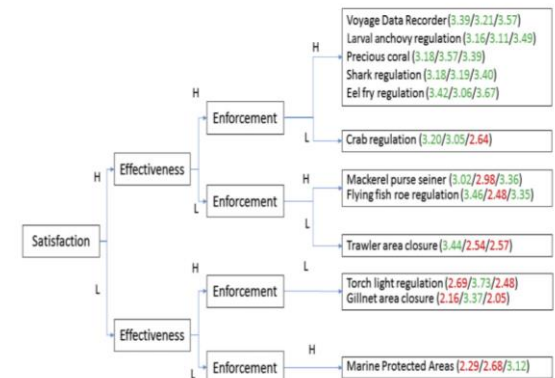 Voyage Data Recorder (3.39/3.21/3.57)
Larval anchovy regulation (3.16/3.11/3.49)
Precious coral (3.18/3.57/3.39)
Shark regulation (3.18/3.19/3.40)
Eel fry regulation (3.42/3.06/3.67)
H
H
Enforcement
L
Crab regulation (3.20/3.05/2.64)
Effectiveness
H
H
Mackerel purse seiner (3.02/2.98/3.36)
Flying fish roe regulation (3.46/2.48/3.35)
L
Enforcement
L
Trawler area closure (3.44/2.54/2.57)
Satisfaction
L
H
L
Torch light regulation (2.69/3.73/2.48)
Gillnet area closure (2.16/3.37/2.05)
Enforcement
Effectiveness
H
L
Enforcement
Marine Protected Areas (2.29/2.68/3.12)